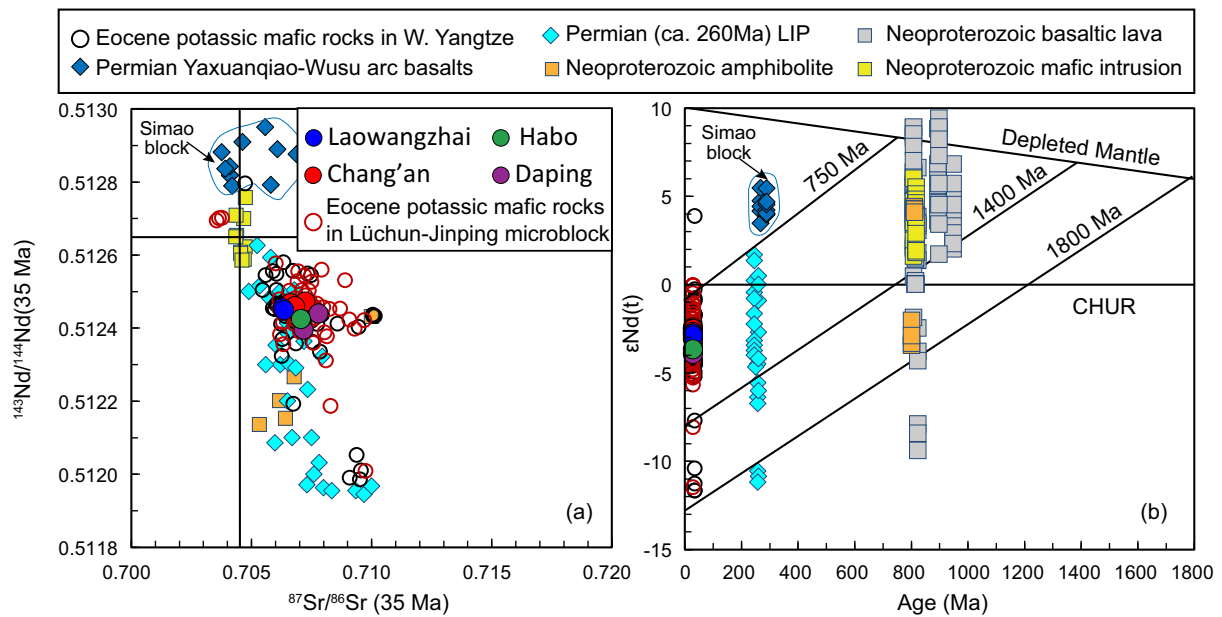 Eocene potassic mafic rocks in W. Yangtze
Permian (ca. 260Ma) LIP
Neoproterozoic basaltic lava
Permian Yaxuanqiao-Wusu arc basalts
Neoproterozoic amphibolite
Neoproterozoic mafic intrusion
0.5130
0.5128
0.5126
0.5124
0.5122
0.5120
0.5118
¹⁴³Nd/¹⁴⁴Nd(35 Ma)
Simao
block
Laowangzhai
Habo
Chang'an
Daping
Eocene potassic mafic rocks
in Lüchun-Jinping microblock
(a)
0.700
0.705
0.710
0.715
0.720
⁸⁷Sr/⁸⁶Sr (35 Ma)
10
5
0
-5
-10
-15
εNd(t)
Simao
block
750 Ma
Depleted Mantle
1400 Ma
1800 Ma
CHUR
(b)
0
200
400
600
800
1000
1200
1400
1600
1800
Age (Ma)